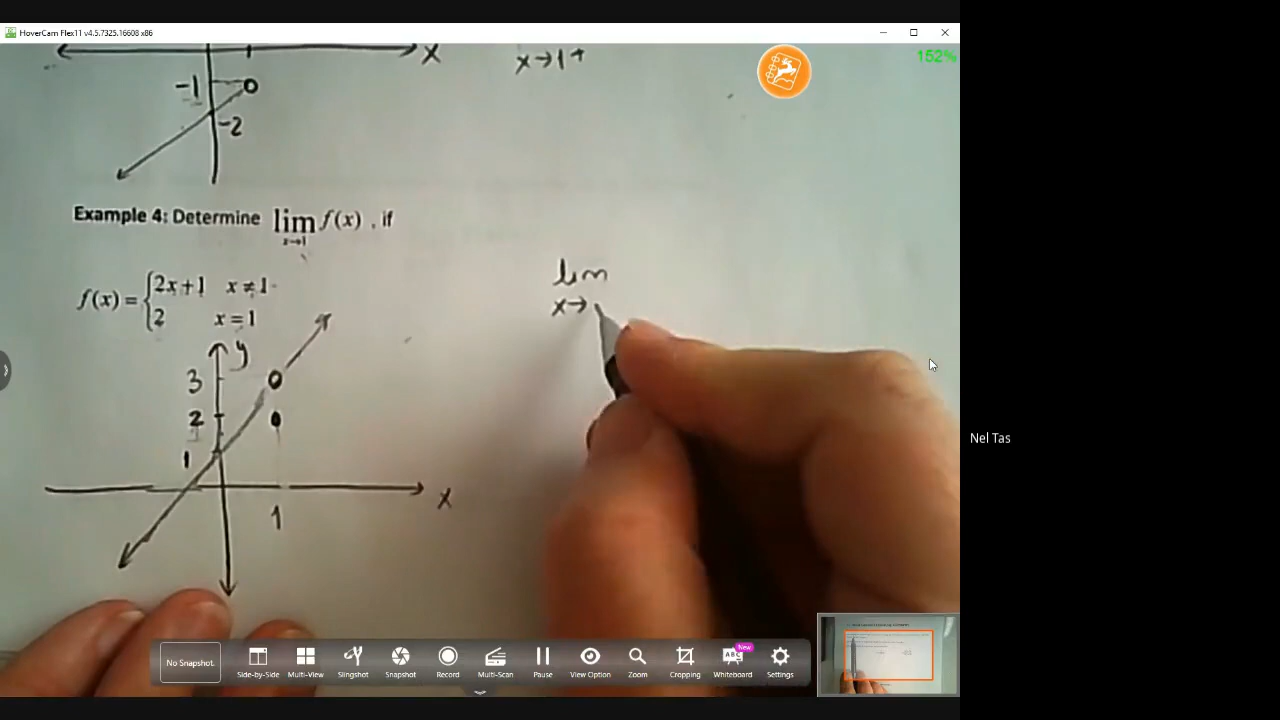 HoverCam Flex11 v4.5.7325.16608 x86
152%
x
x→1+
-1
-2
Example 4: Determine lim f(x) , if
x→1
f(x) = { 2x+1 x ≠ 1
2 x = 1
lim
x→
y
3
2
1
x
1
Nel Tas
No Snapshot.
Side-by-Side
Multi-View
Slingshot
Snapshot
Record
Multi-Scan
Pause
View Option
Zoom
Cropping
ABC
New
Whiteboard
Settings